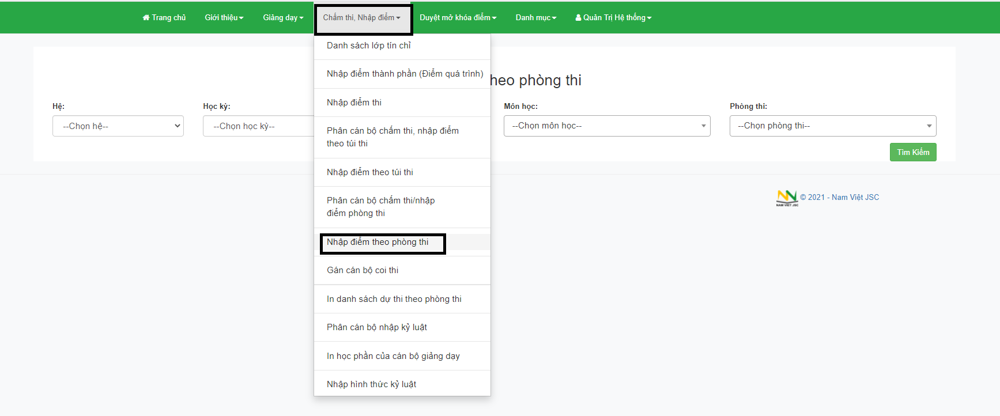 Trang chủ Giới thiệu Giảng dạy Chấm thi, Nhập điểm Duyệt mở khóa điểm Danh mục Quản Trị Hệ thống
Danh sách lớp tín chỉ
Nhập điểm thành phần (Điểm quá trình)
Nhập điểm thi
Phân cán bộ chấm thi, nhập điểm
theo túi thi
Nhập điểm theo túi thi
Phân cán bộ chấm thi/nhập
điểm phòng thi
Nhập điểm theo phòng thi
Gán cán bộ coi thi
In danh sách dự thi theo phòng thi
Phân cán bộ nhập kỷ luật
In học phần của cán bộ giảng dạy
Nhập hình thức kỷ luật
heo phòng thi
Hệ: Học kỳ: Môn học: Phòng thi:
--Chọn hệ-- --Chọn học kỳ-- --Chọn môn học-- --Chọn phòng thi--
Tìm Kiếm
NAM VIET JSC
© 2021 - Nam Việt JSC